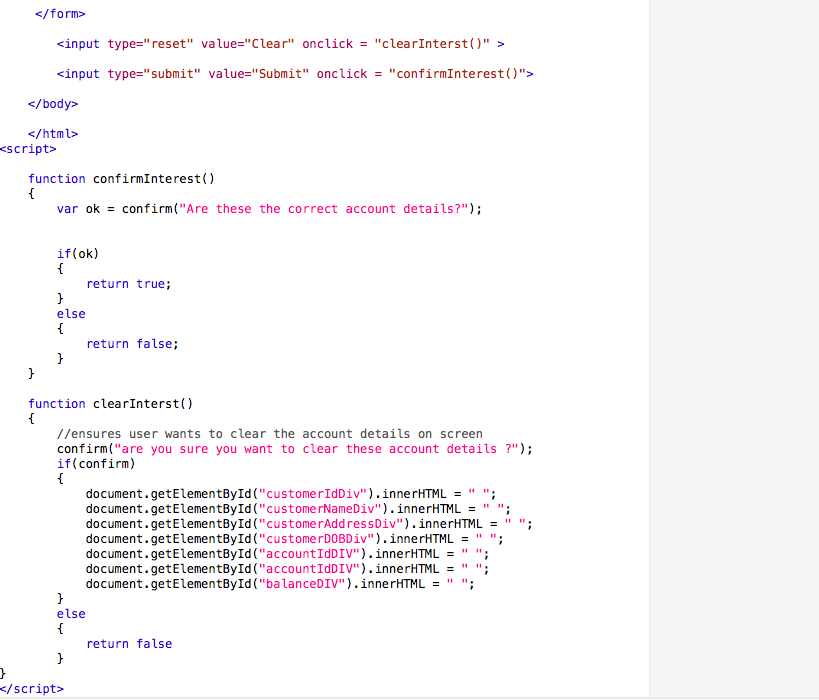 </form>
<input type="reset" value="Clear" onclick = "clearInterst()" >
<input type="submit" value="Submit" onclick = "confirmInterest()">
</body>
</html>
<script>
function confirmInterest()
{
var ok = confirm("Are these the correct account details?");
if(ok)
{
return true;
}
else
{
return false;
}
}
function clearInterst()
{
//ensures user wants to clear the account details on screen
confirm("are you sure you want to clear these account details ?");
if(confirm)
{
document.getElementById("customerIdDiv").innerHTML = " ";
document.getElementById("customerNameDiv").innerHTML = " ";
document.getElementById("customerAddressDiv").innerHTML = " ";
document.getElementById("customerDOBDiv").innerHTML = " ";
document.getElementById("accountIdDIV").innerHTML = " ";
document.getElementById("accountIdDIV").innerHTML = " ";
document.getElementById("balanceDIV").innerHTML = " ";
}
else
{
return false
}
}
</script>